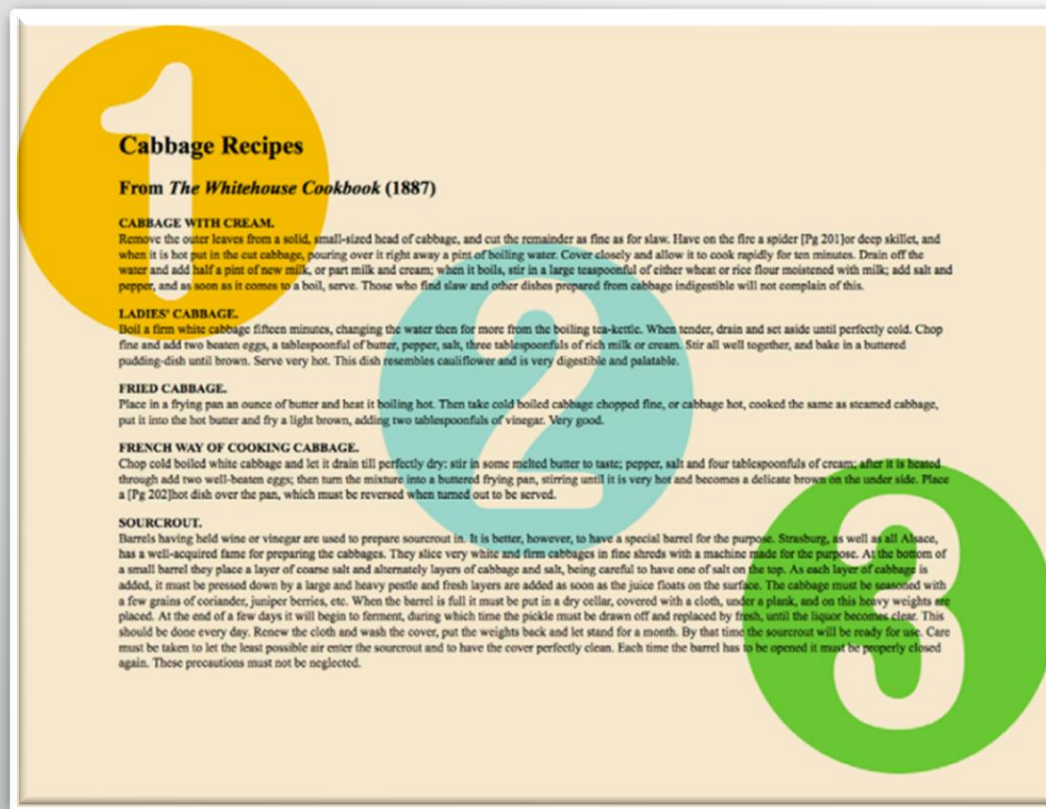 1
Cabbage Recipes
From The Whitehouse Cookbook (1887)
CABBAGE WITH CREAM.
Remove the outer leaves from a solid, small-sized head of cabbage, and cut the remainder as fine as for slaw. Have on the fire a spider [Pg 201]or deep skillet, and
when it is hot put in the cut cabbage, pouring over it right away a pint of boiling water. Cover closely and allow it to cook rapidly for ten minutes. Drain off the
water and add half a pint of new milk, or part milk and cream; when it boils, stir in a large teaspoonful of either wheat or rice flour moistened with milk; add salt and
pepper, and as soon as it comes to a boil, serve. Those who find slaw and other dishes prepared from cabbage indigestible will not complain of this.
LADIES' CABBAGE.
Boil a firm white cabbage fifteen minutes, changing the water then for more from the boiling tea-kettle. When tender, drain and set aside until perfectly cold. Chop
fine and add two beaten eggs, a tablespoonful of butter, pepper, salt, three tablespoonfuls of rich milk or cream. Stir all well together, and bake in a buttered
pudding-dish until brown. Serve very hot. This dish resembles cauliflower and is very digestible and palatable.
2
FRIED CABBAGE.
Place in a frying pan an ounce of butter and heat it boiling hot. Then take cold boiled cabbage chopped fine, or cabbage hot, cooked the same as steamed cabbage,
put it into the hot butter and fry a light brown, adding two tablespoonfuls of vinegar. Very good.
FRENCH WAY OF COOKING CABBAGE.
Chop cold boiled white cabbage and let it drain till perfectly dry: stir in some melted butter to taste; pepper, salt and four tablespoonfuls of cream; after it is heated
through add two well-beaten eggs; then turn the mixture into a buttered frying pan, stirring until it is very hot and becomes a delicate brown on the under side. Place
a [Pg 202]hot dish over the pan, which must be reversed when turned out to be served.
SOURCROUT.
Barrels having held wine or vinegar are used to prepare sourcrout in. It is better, however, to have a special barrel for the purpose. Strasburg, as well as all Alsace,
has a well-acquired fame for preparing the cabbages. They slice very white and firm cabbages in fine shreds with a machine made for the purpose. At the bottom of
a small barrel they place a layer of coarse salt and alternately layers of cabbage and salt, being careful to have one of salt on the top. As each layer of cabbage is
added, it must be pressed down by a large and heavy pestle and fresh layers are added as soon as the juice floats on the surface. The cabbage must be seasoned with
a few grains of coriander, juniper berries, etc. When the barrel is full it must be put in a dry cellar, covered with a cloth, under a plank, and on this heavy weights are
placed. At the end of a few days it will begin to ferment, during which time the pickle must be drawn off and replaced by fresh, until the liquor becomes clear. This
should be done every day. Renew the cloth and wash the cover, put the weights back and let stand for a month. By that time the sourcrout will be ready for use. Care
must be taken to let the least possible air enter the sourcrout and to have the cover perfectly clean. Each time the barrel has to be opened it must be properly closed
again. These precautions must not be neglected.
3